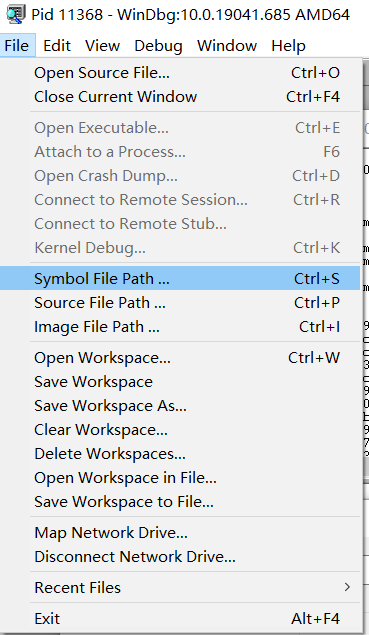 Pid 11368 - WinDbg:10.0.19041.685 AMD64
File Edit View Debug Window Help
Open Source File... Ctrl+O
Close Current Window Ctrl+F4
Open Executable... Ctrl+E
Attach to a Process... F6
Open Crash Dump... Ctrl+D
Connect to Remote Session... Ctrl+R
Connect to Remote Stub...
Kernel Debug... Ctrl+K
Symbol File Path ... Ctrl+S
Source File Path ... Ctrl+P
Image File Path ... Ctrl+I
Open Workspace... Ctrl+W
Save Workspace
Save Workspace As...
Clear Workspace...
Delete Workspaces...
Open Workspace in File...
Save Workspace to File...
Map Network Drive...
Disconnect Network Drive...
Recent Files
Exit Alt+F4